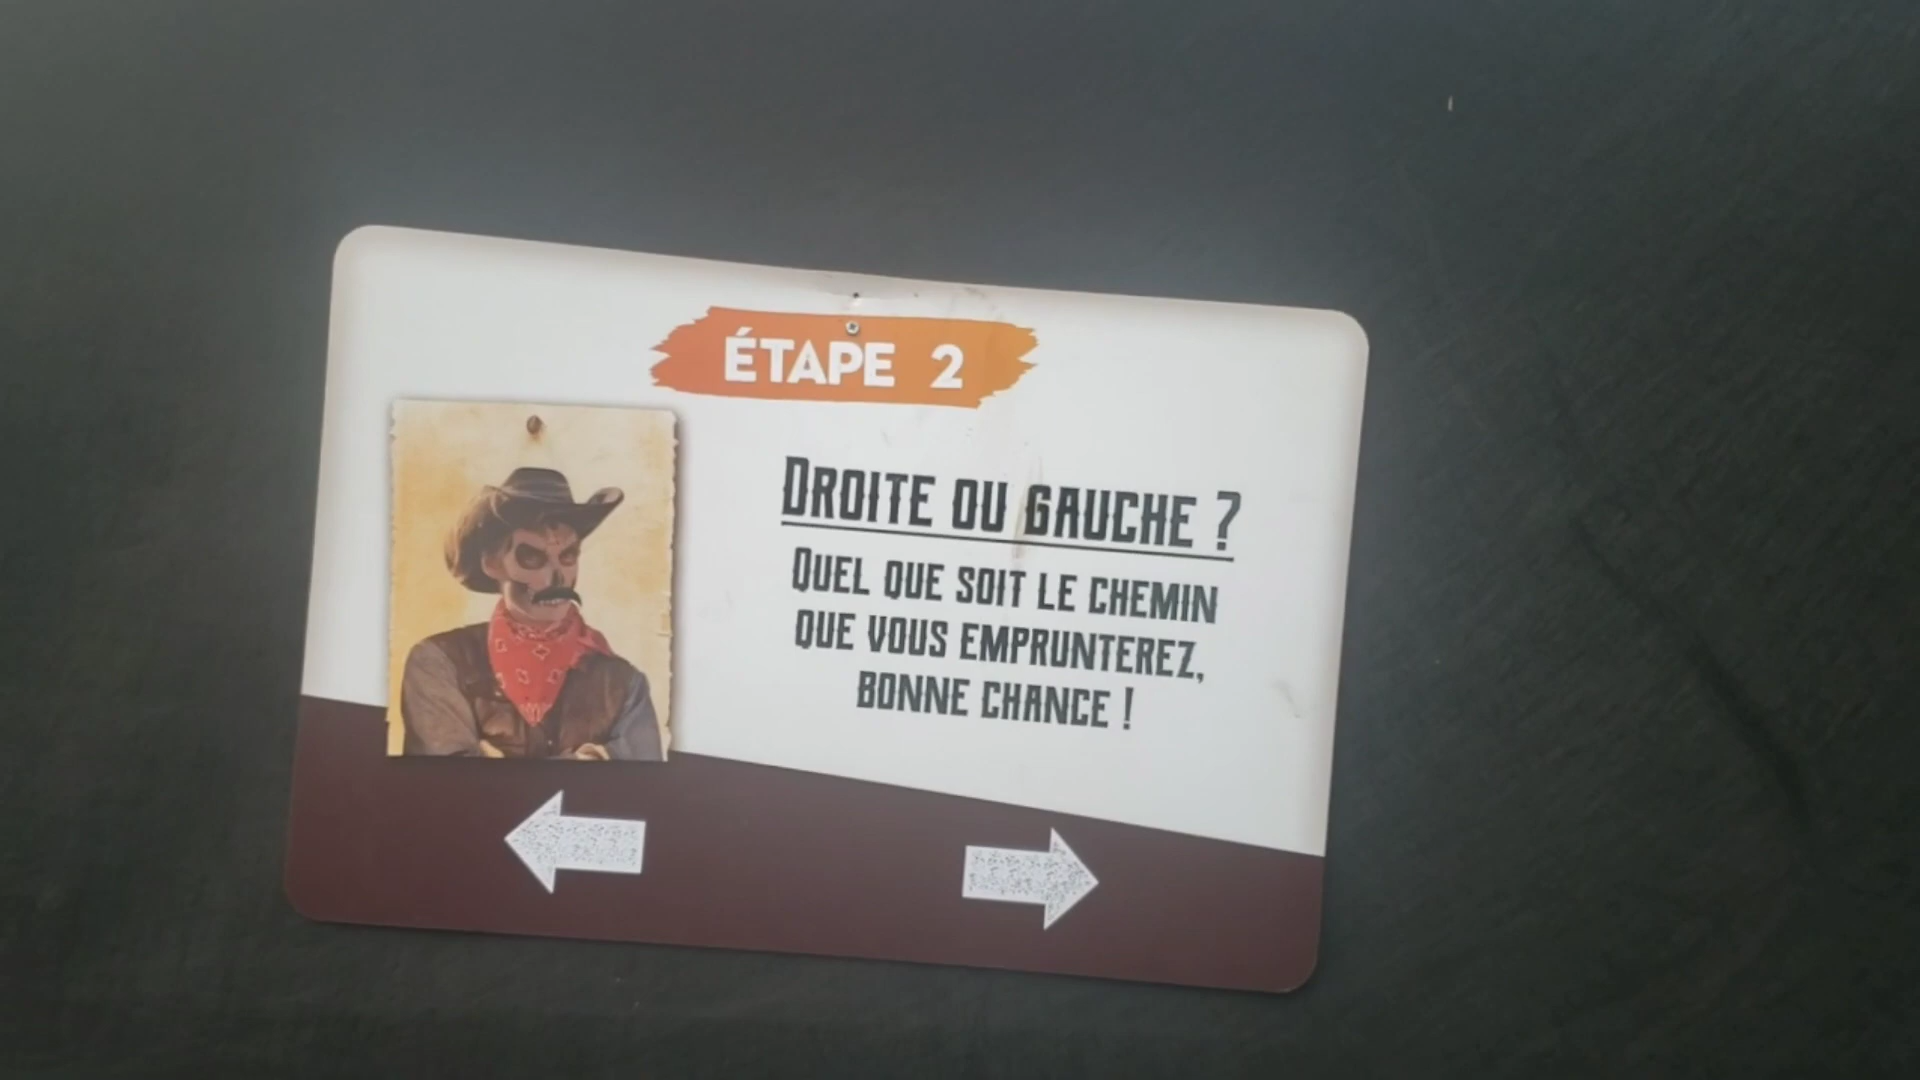 ÉTAPE 2
DROITE OU GAUCHE ?
QUEL QUE SOIT LE CHEMIN
QUE VOUS EMPRUNTEREZ,
BONNE CHANCE !